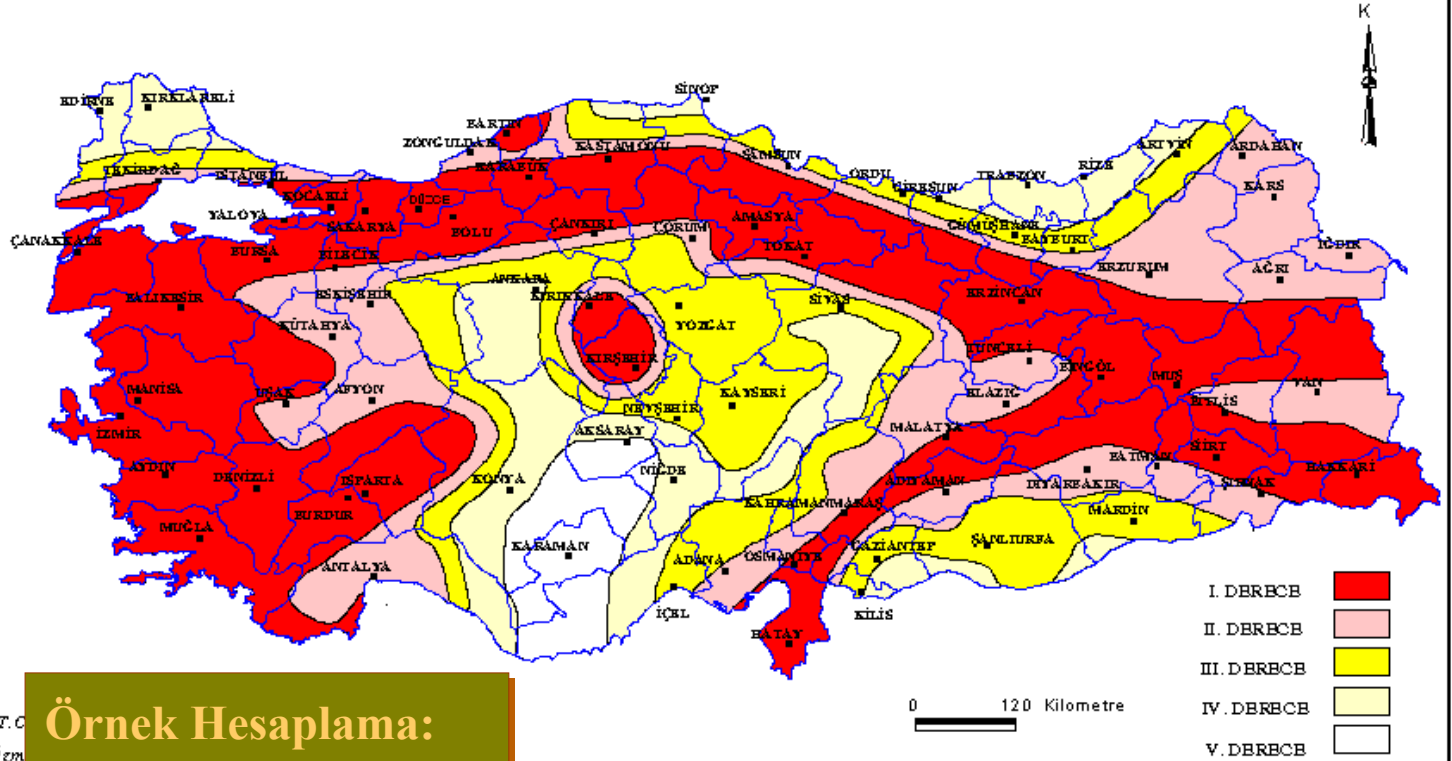 K
SİNOP
EDİRNE
KIRKLARELİ
BARTIN
ZONGULDAK
KASTAMONU
SAMSUN
ARTVİN
ARDAHAN
RİZE
TEKİRDAĞ
İSTANBUL
KARABÜK
ORDU
GİRESUN
TRABZON
KARS
KOCAELİ
YALOVA
DÜZCE
SAKARYA
BOLU
ÇANKIRI
AMASYA
ÇORUM
GÜMÜŞHANE
BAYBURT
IĞDIR
ÇANAKKALE
BURSA
BİLECİK
TOKAT
ERZURUM
AĞRI
ANKARA
ESKİŞEHİR
KIRIKKALE
BALIKESİR
SİVAS
ERZİNCAN
KÜTAHYA
YOZGAT
KIRŞEHİR
TUNCELİ
BİNGÖL
MUŞ
VAN
MANİSA
UŞAK
AFYON
KAYSERİ
ELAZIĞ
BİTLİS
NEVŞEHİR
İZMİR
AKSARAY
MALATYA
SİİRT
AYDIN
DENİZLİ
ISPARTA
KONYA
NİĞDE
BATMAN
HAKKARİ
ADIYAMAN
DİYARBAKIR
ŞIRNAK
BURDUR
KAHRAMANMARAŞ
MARDİN
MUĞLA
KARAMAN
GAZİANTEP
ŞANLIURFA
ANTALYA
ADANA
OSMANİYE
İÇEL
KİLİS
HATAY
I. DERECE
II. DERECE
III. DERECE
IV. DERECE
V. DERECE
0 120 Kilometre
T.C
Örnek Hesaplama: